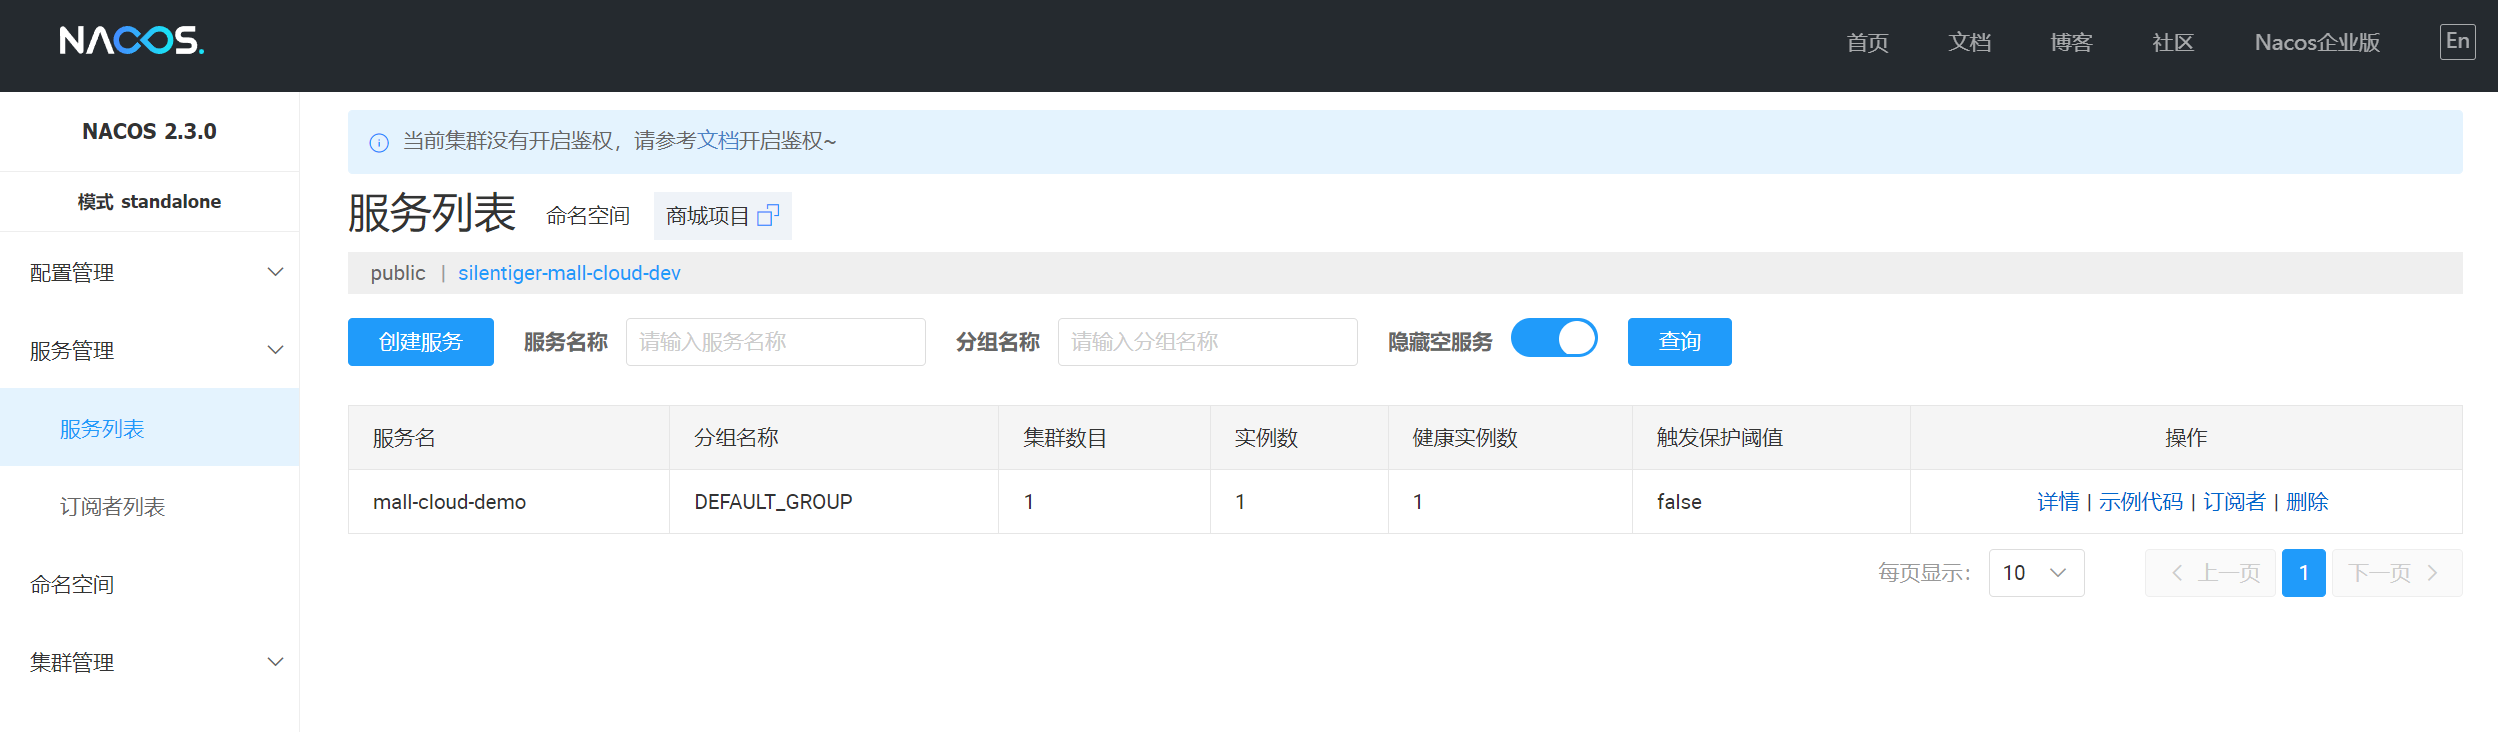 NACOS.
首页 文档 博客 社区 Nacos企业版 En
NACOS 2.3.0
模式 standalone
配置管理
服务管理
服务列表
订阅者列表
命名空间
集群管理
当前集群没有开启鉴权，请参考文档开启鉴权~
服务列表 命名空间 商城项目
public | silentiger-mall-cloud-dev
创建服务 服务名称 请输入服务名称 分组名称 请输入分组名称 隐藏空服务 查询
服务名 分组名称 集群数目 实例数 健康实例数 触发保护阈值 操作
mall-cloud-demo DEFAULT_GROUP 1 1 1 false 详情 | 示例代码 | 订阅者 | 删除
每页显示： 10 上一页 1 下一页